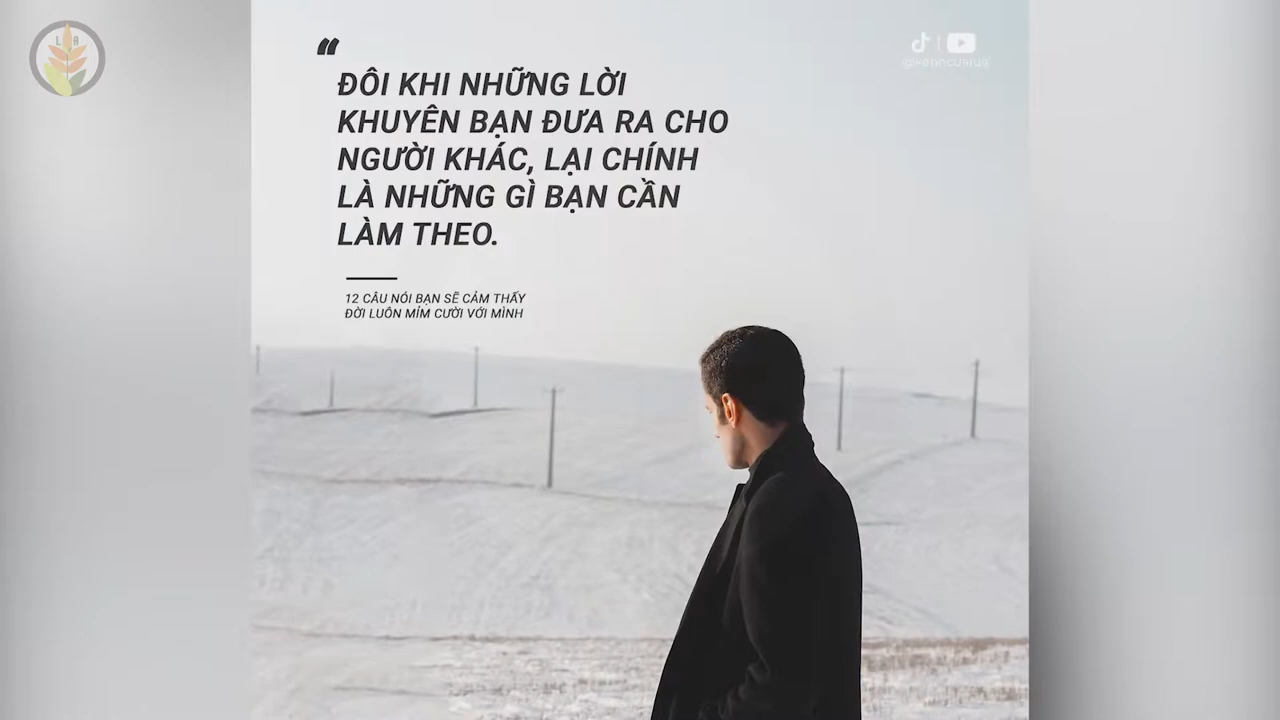 ĐÔI KHI NHỮNG LỜI
KHUYÊN BẠN ĐƯA RA CHO
NGƯỜI KHÁC, LẠI CHÍNH
LÀ NHỮNG GÌ BẠN CẦN
LÀM THEO.
12 CÂU NÓI BẠN SẼ CẢM THẤY
ĐỜI LUÔN MỈM CƯỜI VỚI MÌNH
L A